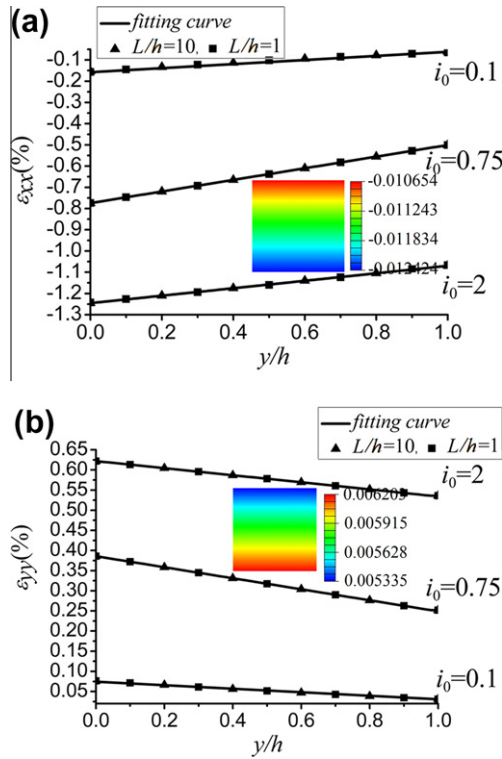 (a)
fitting curve
L/h=10, L/h=1
-0.1
-0.2
-0.3
-0.4
-0.5
-0.6
-0.7
-0.8
-0.9
-1.0
-1.1
-1.2
-1.3
εxx(%)
i₀=0.1
i₀=0.75
i₀=2
-0.010654
-0.011243
-0.011834
-0.012424
0.0 0.2 0.4 0.6 0.8 1.0
y/h
(b)
fitting curve
L/h=10, L/h=1
0.65
0.60
0.55
0.50
0.45
0.40
0.35
0.30
0.25
0.20
0.15
0.10
0.05
εyy(%)
i₀=2
i₀=0.75
i₀=0.1
0.006203
0.005915
0.005628
0.005335
0.0 0.2 0.4 0.6 0.8 1.0
y/h